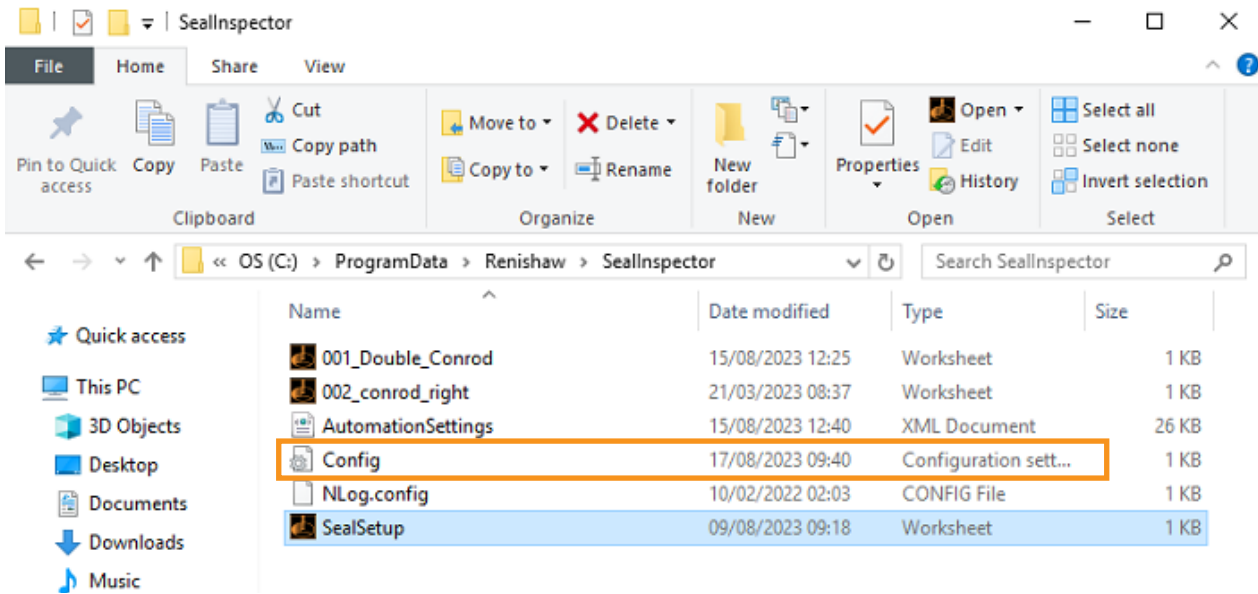 SealInspector
File Home Share View
Pin to Quick access
Copy
Paste
Cut
Copy path
Paste shortcut
Clipboard
Move to
Copy to
Delete
Rename
Organize
New folder
New
Properties
Open
Edit
History
Open
Select all
Select none
Invert selection
Select
« OS (C:) › ProgramData › Renishaw › SealInspector
Search SealInspector
Quick access
This PC
3D Objects
Desktop
Documents
Downloads
Music
Name Date modified Type Size
001_Double_Conrod 15/08/2023 12:25 Worksheet 1 KB
002_conrod_right 21/03/2023 08:37 Worksheet 1 KB
AutomationSettings 15/08/2023 12:40 XML Document 26 KB
Config 17/08/2023 09:40 Configuration sett... 1 KB
NLog.config 10/02/2022 02:03 CONFIG File 1 KB
SealSetup 09/08/2023 09:18 Worksheet 1 KB